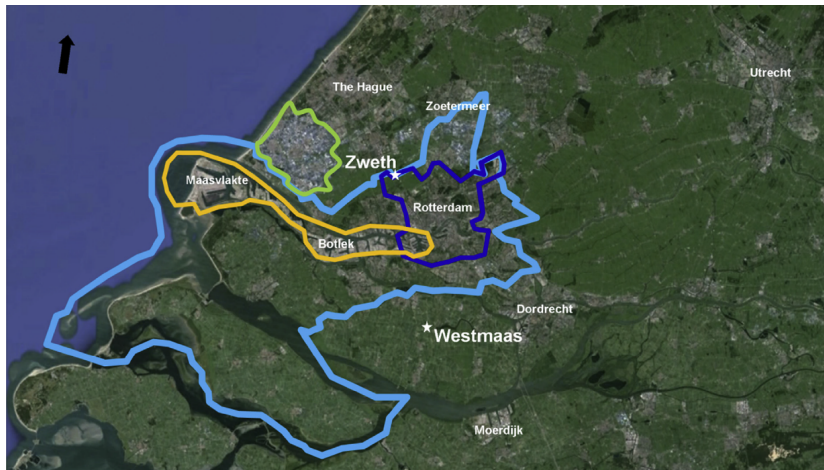 Utrecht
The Hague
Zoetermeer
Zweth
Maasvlakte
Rotterdam
Botlek
Dordrecht
Westmaas
Moerdijk